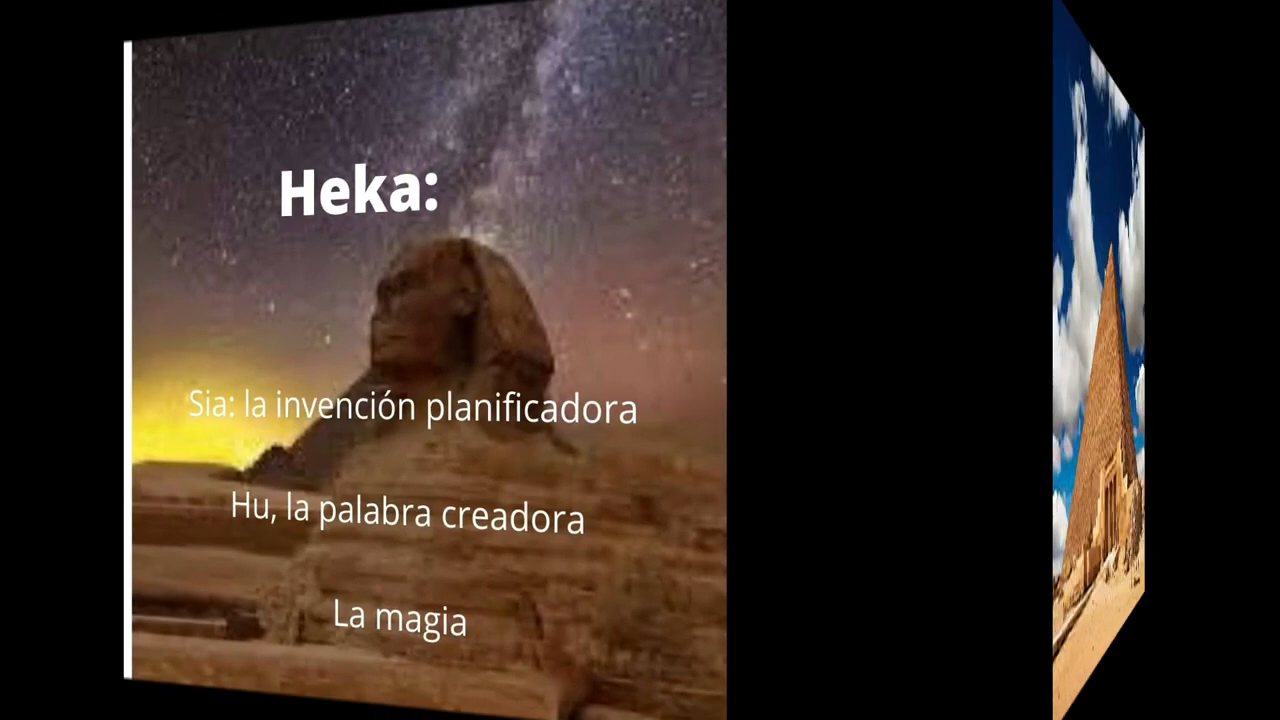 Heka:
Sia: la invención planificadora
Hu, la palabra creadora
La magia